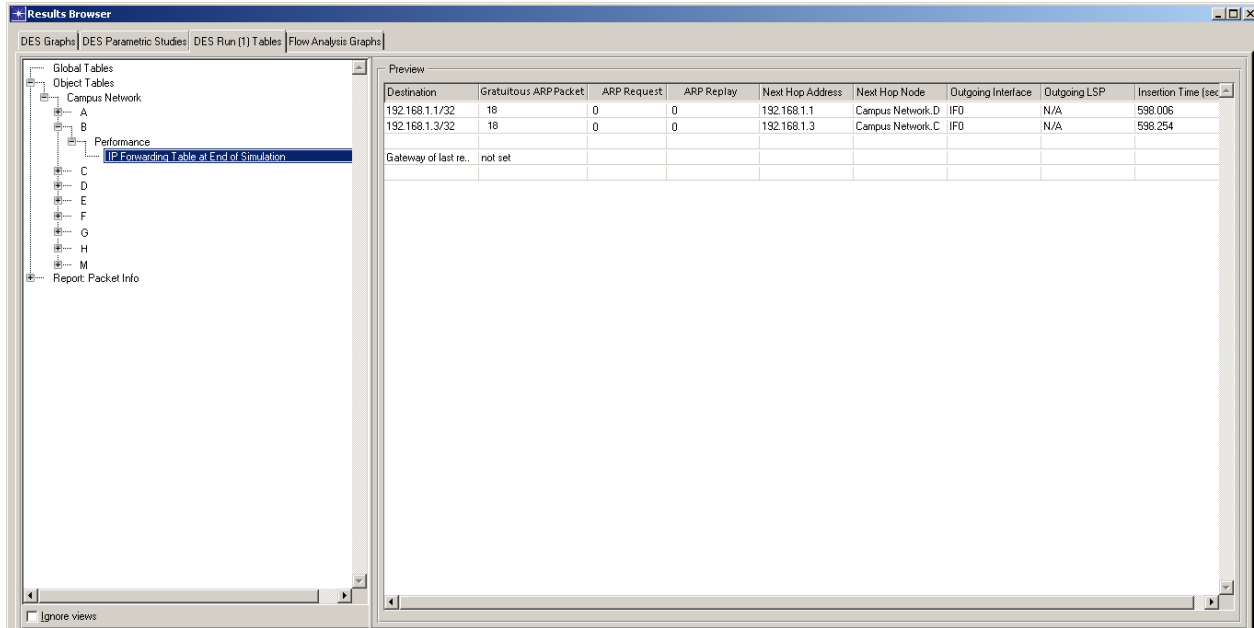 Results Browser
DES Graphs DES Parametric Studies DES Run (1) Tables Flow Analysis Graphs
Global Tables
Object Tables
Campus Network
A
B
Performance
IP Forwarding Table at End of Simulation
C
D
E
F
G
H
M
Report: Packet Info
Ignore views
Preview
Destination Gratuitous ARP Packet ARP Request ARP Replay Next Hop Address Next Hop Node Outgoing Interface Outgoing LSP Insertion Time (sec
192.168.1.1/32 18 0 0 192.168.1.1 Campus Network.D IF0 N/A 598.006
192.168.1.3/32 18 0 0 192.168.1.3 Campus Network.C IF0 N/A 598.254
Gateway of last re.. not set